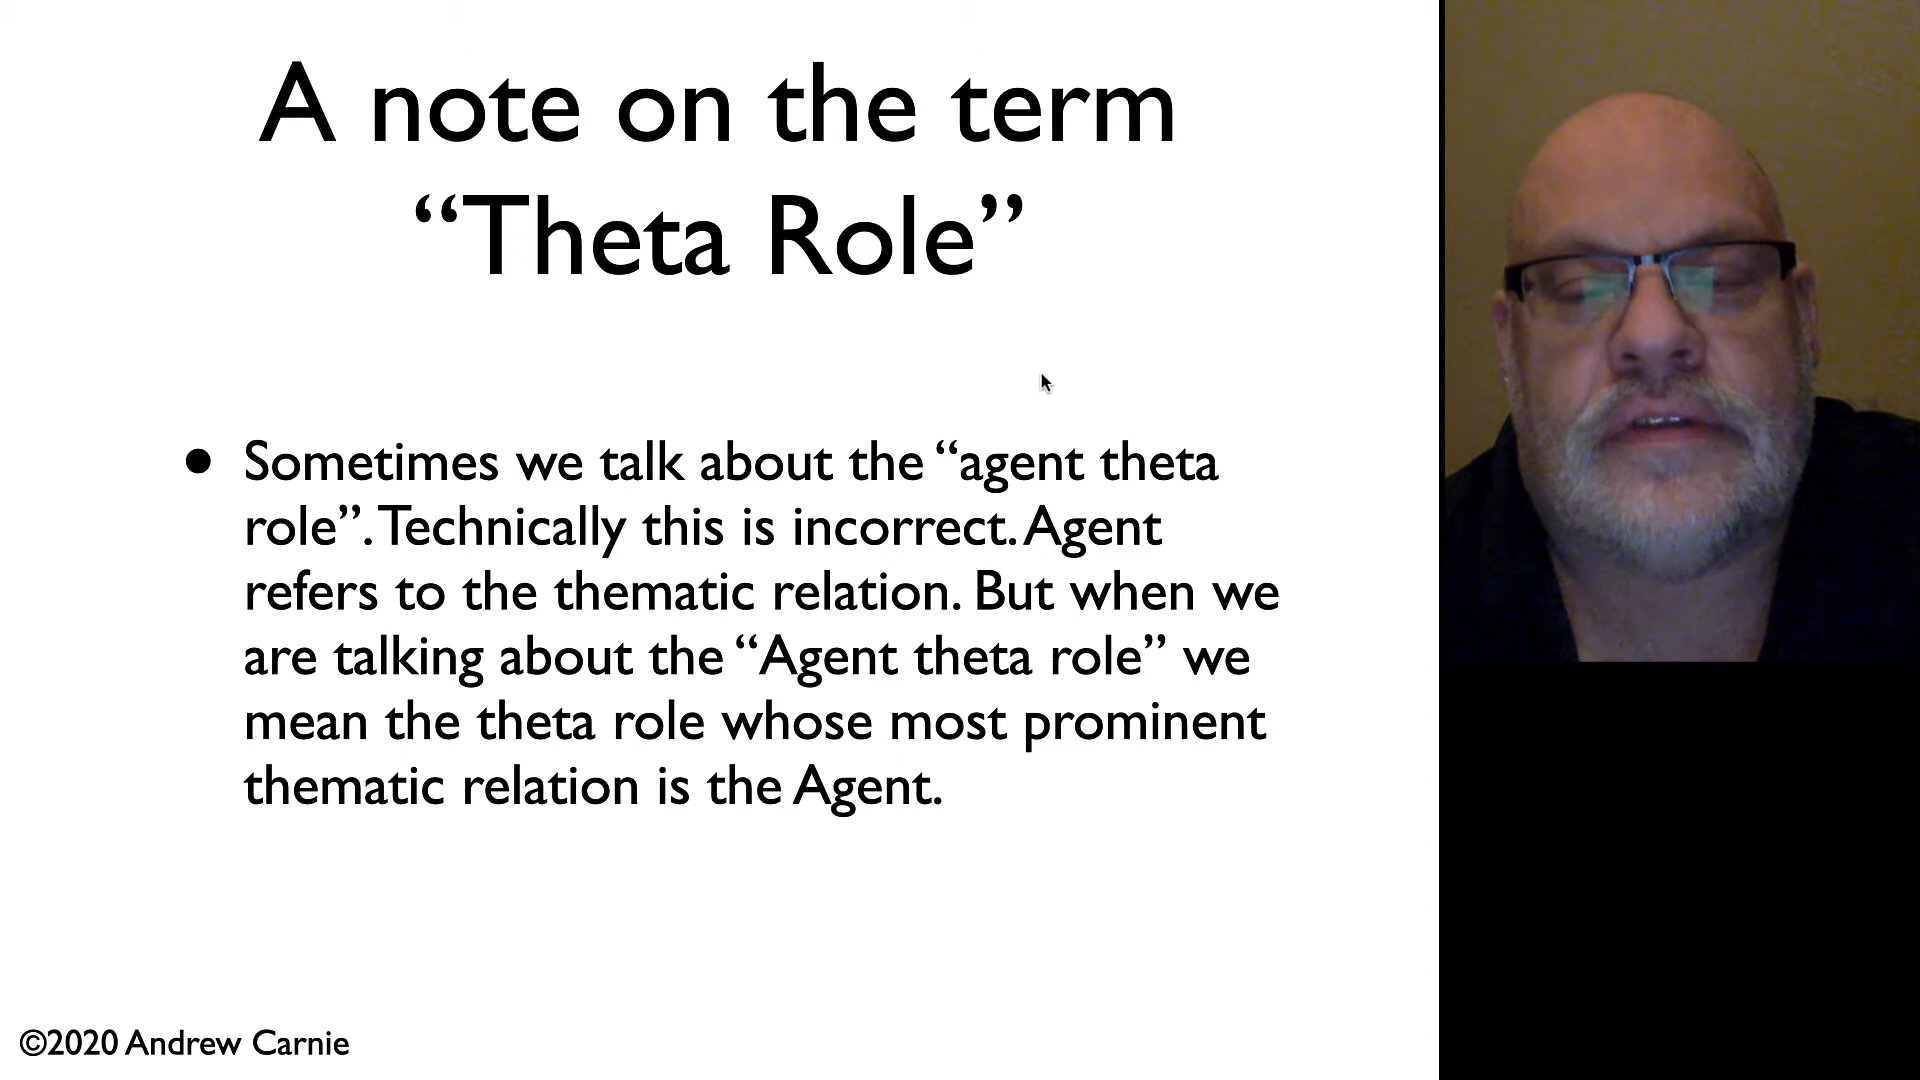 A note on the term
“Theta Role”
• Sometimes we talk about the “agent theta
role”. Technically this is incorrect. Agent
refers to the thematic relation. But when we
are talking about the “Agent theta role” we
mean the theta role whose most prominent
thematic relation is the Agent.
©2020 Andrew Carnie